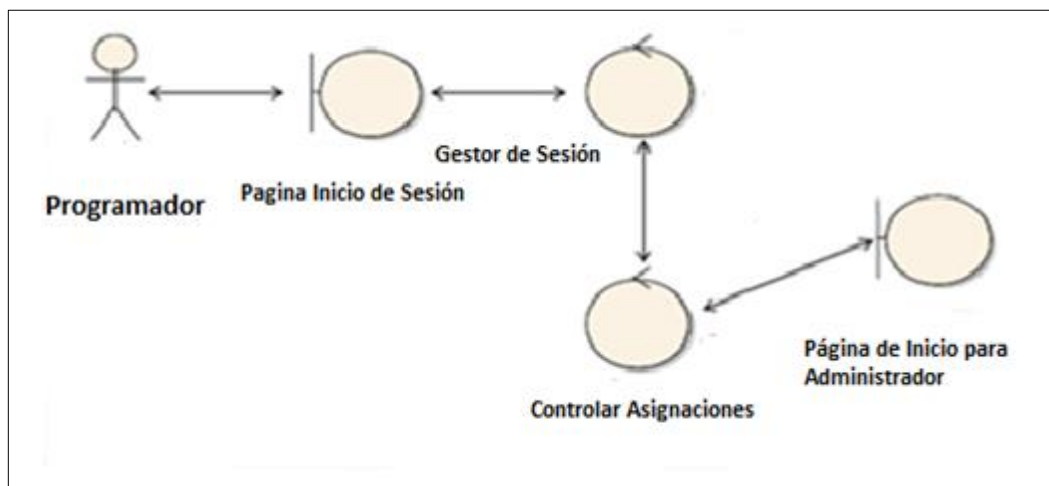 Gestor de Sesión
Programador
Pagina Inicio de Sesión
Página de Inicio para
Administrador
Controlar Asignaciones